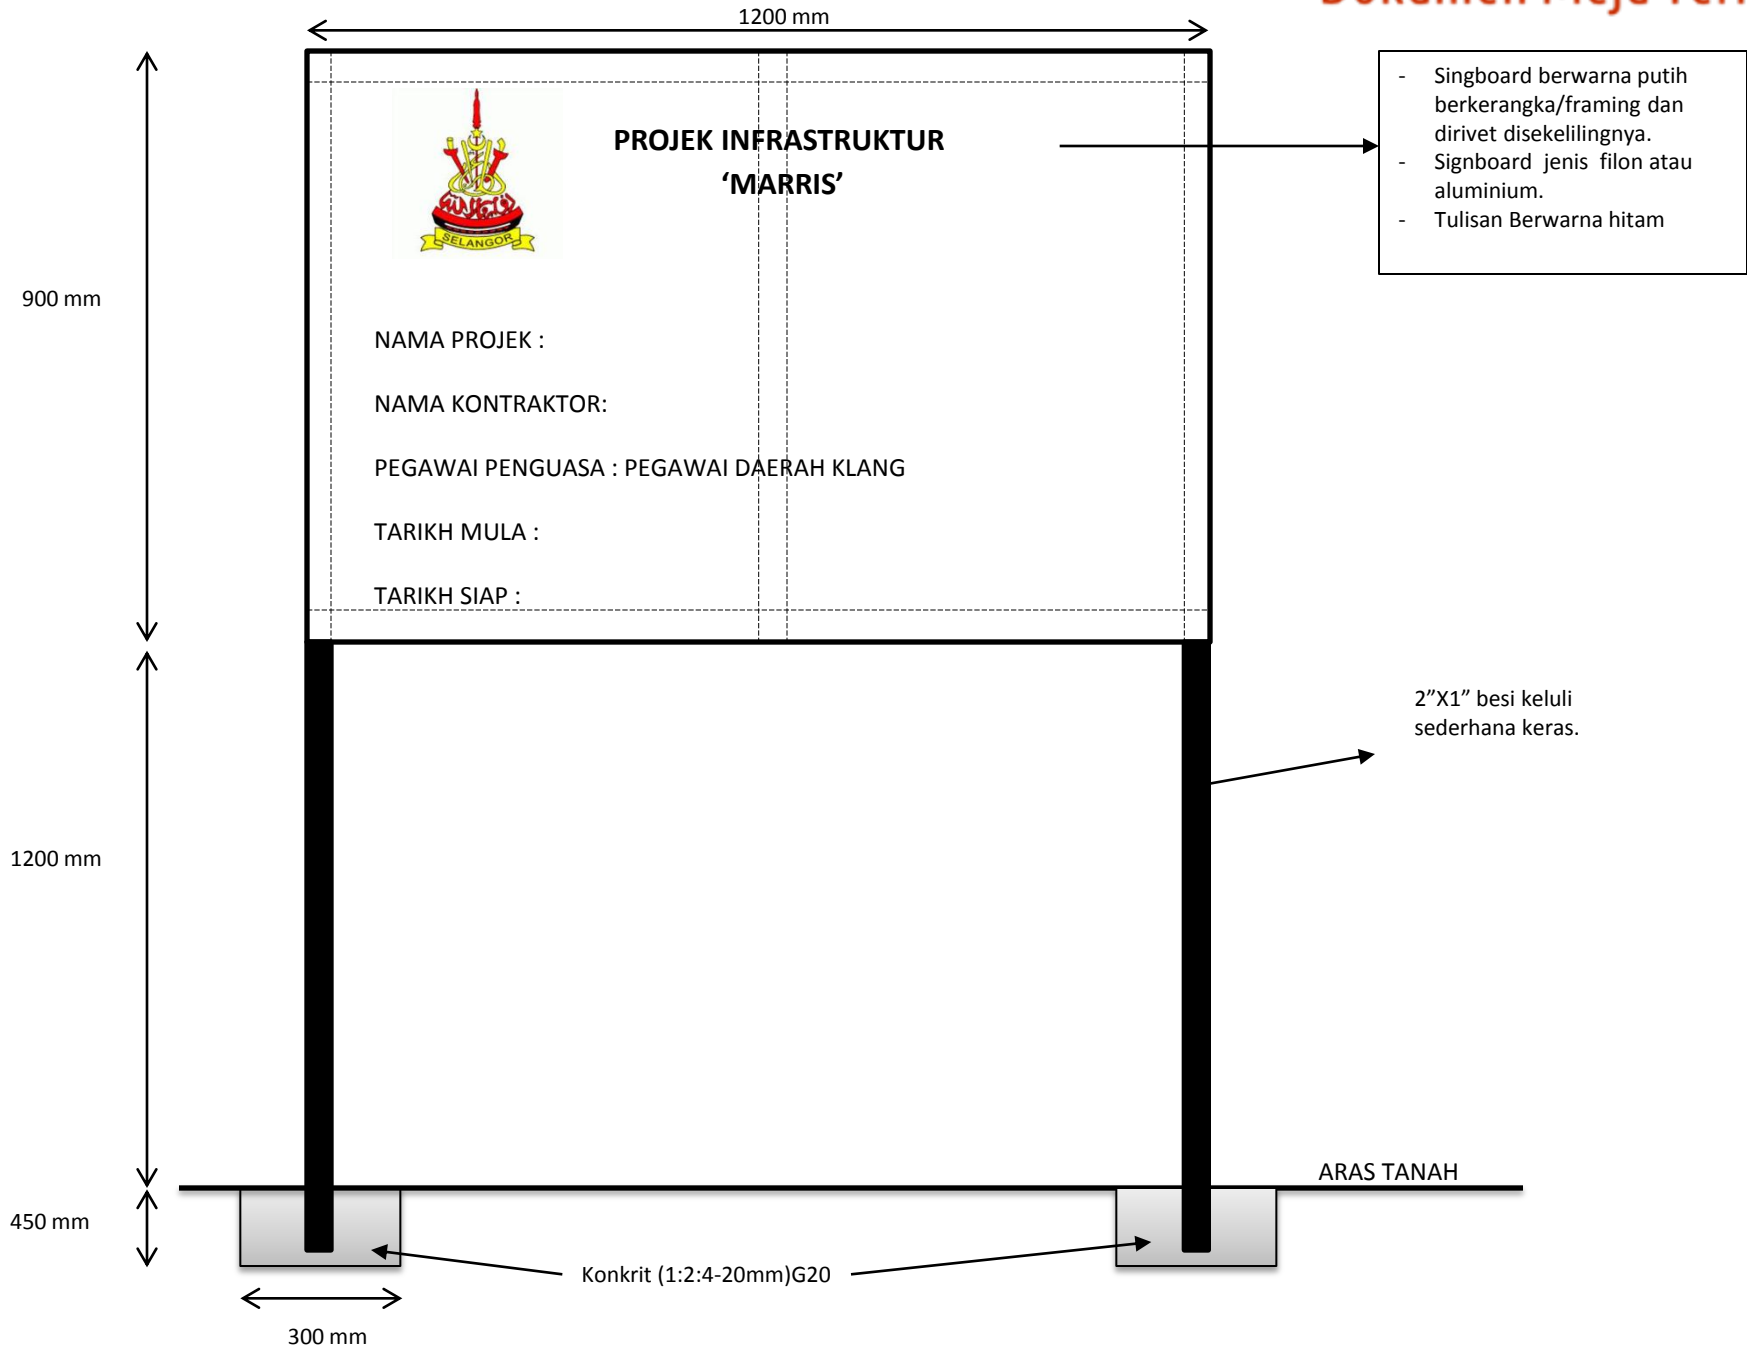 1200 mm
- Singboard berwarna putih
berkerangka/framing dan
dirivet disekelilingnya.
- Signboard jenis filon atau
aluminium.
- Tulisan Berwarna hitam
PROJEK INFRASTRUKTUR
‘MARRIS’
SELANGOR
900 mm
NAMA PROJEK :
NAMA KONTRAKTOR:
PEGAWAI PENGUASA : PEGAWAI DAERAH KLANG
TARIKH MULA :
TARIKH SIAP :
2”X1” besi keluli
sederhana keras.
1200 mm
ARAS TANAH
450 mm
Konkrit (1:2:4-20mm)G20
300 mm